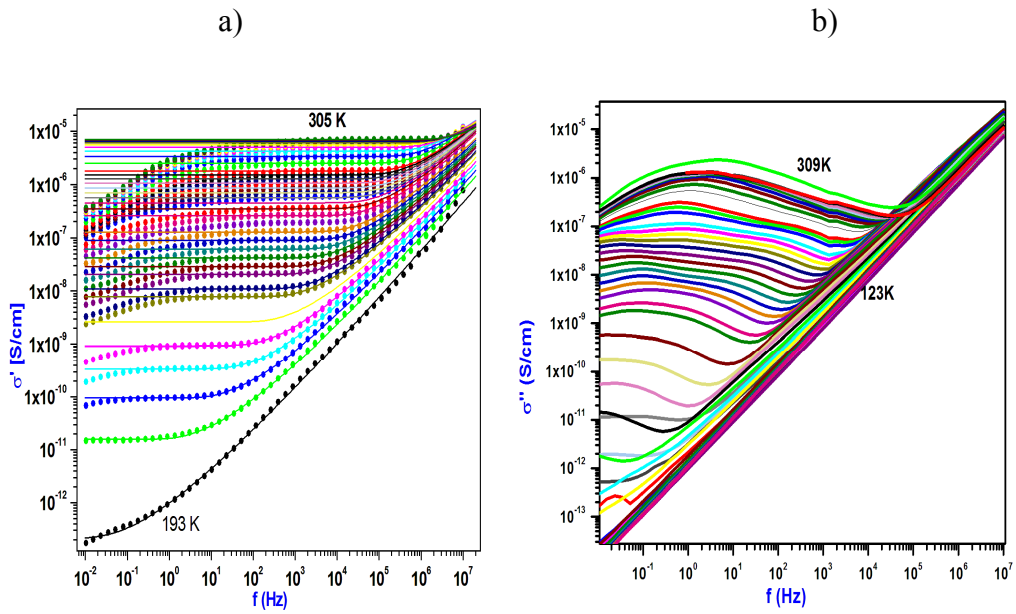 a)
b)
305 K
193 K
σ' [S/cm]
1x10⁻⁵
1x10⁻⁶
1x10⁻⁷
1x10⁻⁸
1x10⁻⁹
1x10⁻¹⁰
10⁻¹¹
10⁻¹²
10⁻² 10⁻¹ 10⁰ 10¹ 10² 10³ 10⁴ 10⁵ 10⁶ 10⁷
f (Hz)
309K
123K
σ'' (S/cm)
1x10⁻⁵
1x10⁻⁶
1x10⁻⁷
1x10⁻⁸
1x10⁻⁹
1x10⁻¹⁰
10⁻¹¹
10⁻¹²
10⁻¹³
10⁻¹ 10⁰ 10¹ 10² 10³ 10⁴ 10⁵ 10⁶ 10⁷
f (Hz)